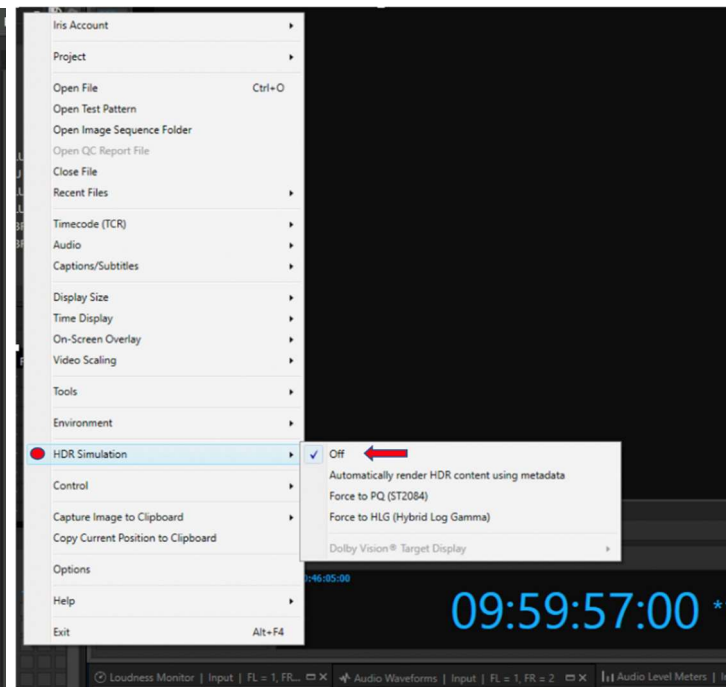 Iris Account
Project
Open File Ctrl+O
Open Test Pattern
Open Image Sequence Folder
Open QC Report File
Close File
Recent Files
Timecode (TCR)
Audio
Captions/Subtitles
Display Size
Time Display
On-Screen Overlay
Video Scaling
Tools
Environment
HDR Simulation
Off
Automatically render HDR content using metadata
Force to PQ (ST2084)
Force to HLG (Hybrid Log Gamma)
Dolby Vision® Target Display
Control
Capture Image to Clipboard
Copy Current Position to Clipboard
Options
Help
Exit Alt+F4
:46:05:00
09:59:57:00 *
Loudness Monitor | Input | FL = 1, FR... Audio Waveforms | Input | FL = 1, FR = 2 Audio Level Meters |